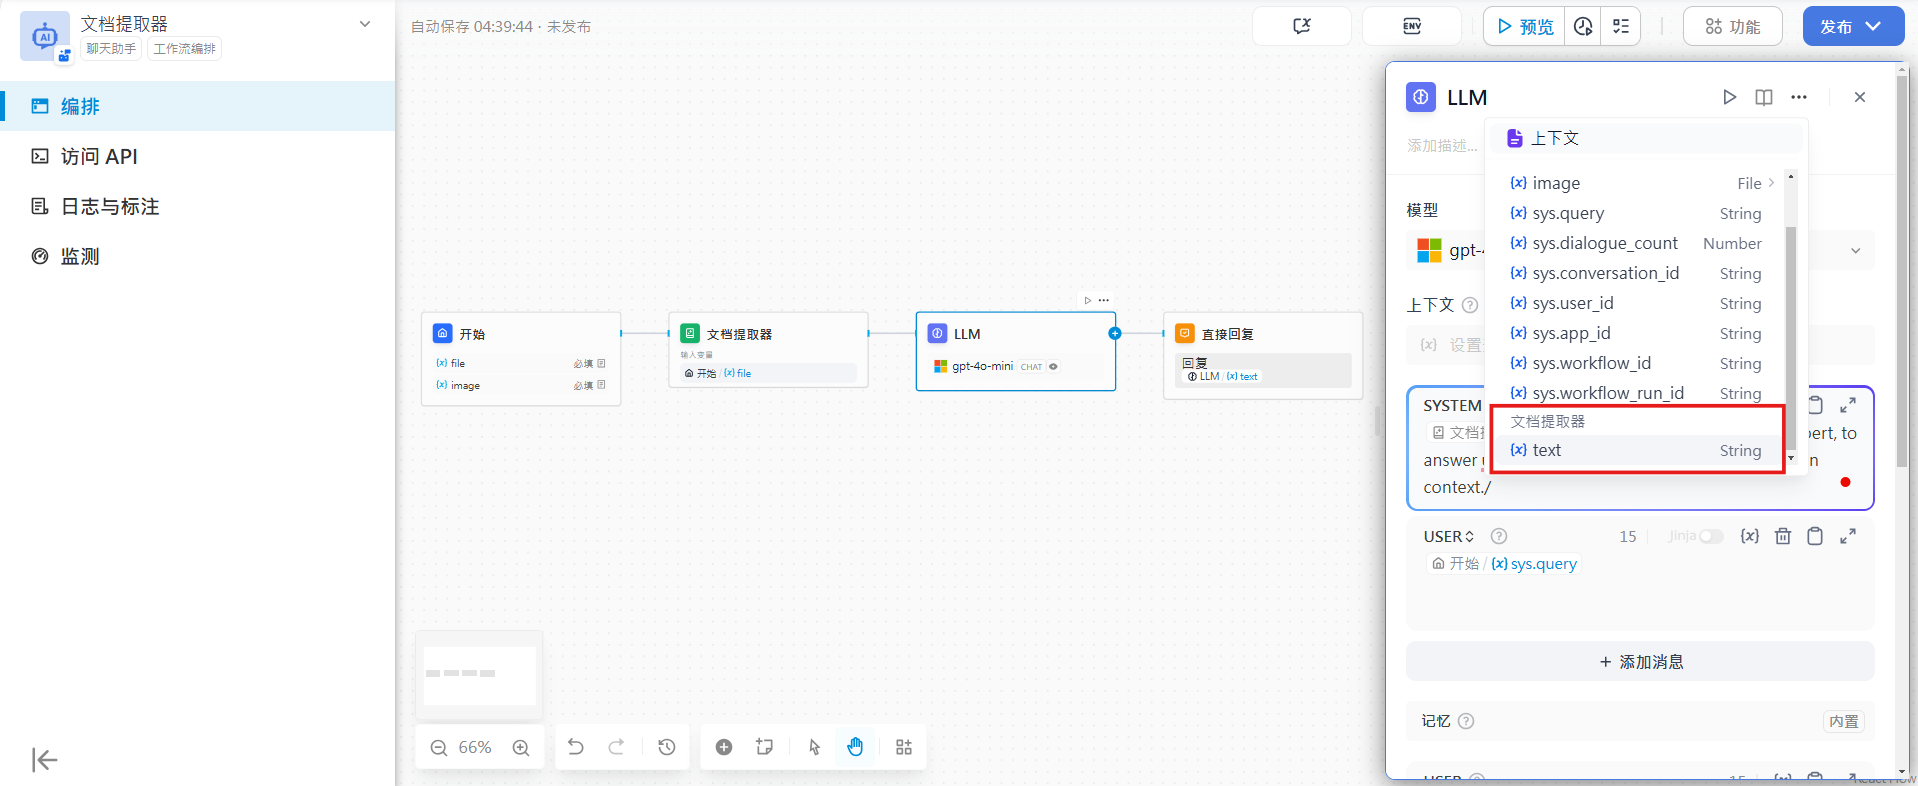 文档提取器
聊天助手 工作流编排
编排
访问 API
日志与标注
监测
自动保存 04:39:44 · 未发布
ENV
预览
功能
发布
开始
{x} file 必填
{x} image 必填
文档提取器
输入变量
开始 / {x} file
LLM
gpt-4o-mini CHAT
直接回复
回复
LLM / {x} text
66%
LLM
添加描述...
上下文
{x} image File
{x} sys.query String
{x} sys.dialogue_count Number
{x} sys.conversation_id String
{x} sys.user_id String
{x} sys.app_id String
{x} sys.workflow_id String
{x} sys.workflow_run_id String
文档提取器
{x} text String
模型
gpt-
上下文
{x} 设置
SYSTEM
文档
to
answer
context./
USER 15 Jinja {x}
开始 / {x} sys.query
+ 添加消息
记忆 内置
USER 15 {x}
React Flow